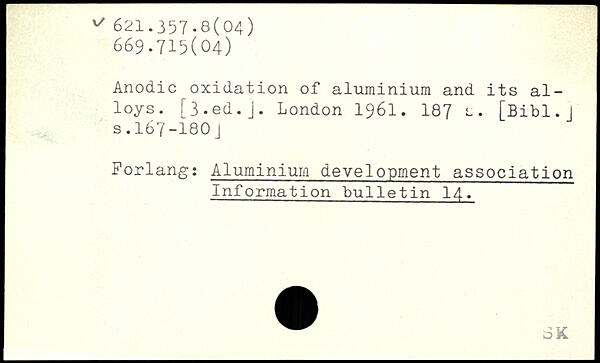 ✓ 621.357.8(04)
669.715(04)
Anodic oxidation of aluminium and its al-
loys. [3.ed.]. London 1961. 187 s. [Bibl.]
s.167-180]
Forlang: Aluminium development association
Information bulletin 14.
SK